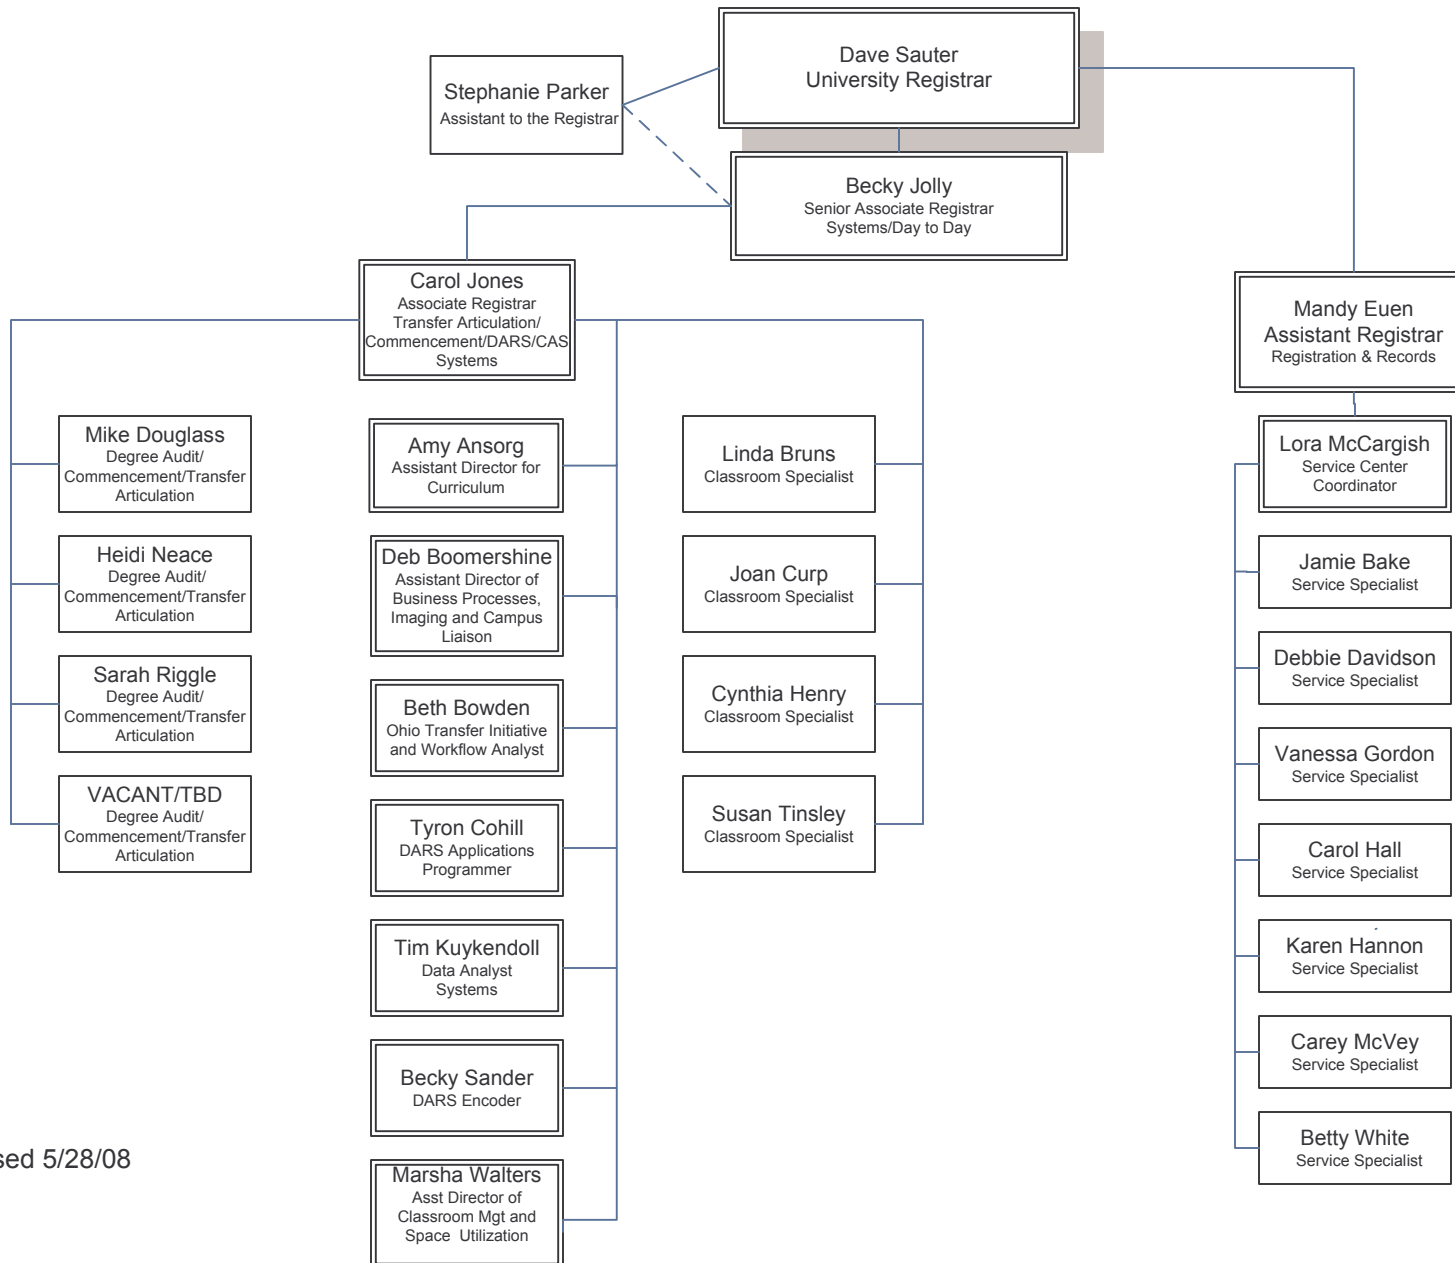 Dave Sauter
University Registrar
Stephanie Parker
Assistant to the Registrar
Becky Jolly
Senior Associate Registrar
Systems/Day to Day
Carol Jones
Associate Registrar
Transfer Articulation/
Commencement/DARS/CAS
Systems
Mandy Euen
Assistant Registrar
Registration & Records
Mike Douglass
Degree Audit/
Commencement/Transfer
Articulation
Heidi Neace
Degree Audit/
Commencement/Transfer
Articulation
Sarah Riggle
Degree Audit/
Commencement/Transfer
Articulation
VACANT/TBD
Degree Audit/
Commencement/Transfer
Articulation
Amy Ansorg
Assistant Director for
Curriculum
Deb Boomershine
Assistant Director of
Business Processes,
Imaging and Campus
Liaison
Beth Bowden
Ohio Transfer Initiative
and Workflow Analyst
Tyron Cohill
DARS Applications
Programmer
Tim Kuykendoll
Data Analyst
Systems
Becky Sander
DARS Encoder
Marsha Walters
Asst Director of
Classroom Mgt and
Space Utilization
Linda Bruns
Classroom Specialist
Joan Curp
Classroom Specialist
Cynthia Henry
Classroom Specialist
Susan Tinsley
Classroom Specialist
Lora McCargish
Service Center
Coordinator
Jamie Bake
Service Specialist
Debbie Davidson
Service Specialist
Vanessa Gordon
Service Specialist
Carol Hall
Service Specialist
Karen Hannon
Service Specialist
Carey McVey
Service Specialist
Betty White
Service Specialist
sed 5/28/08